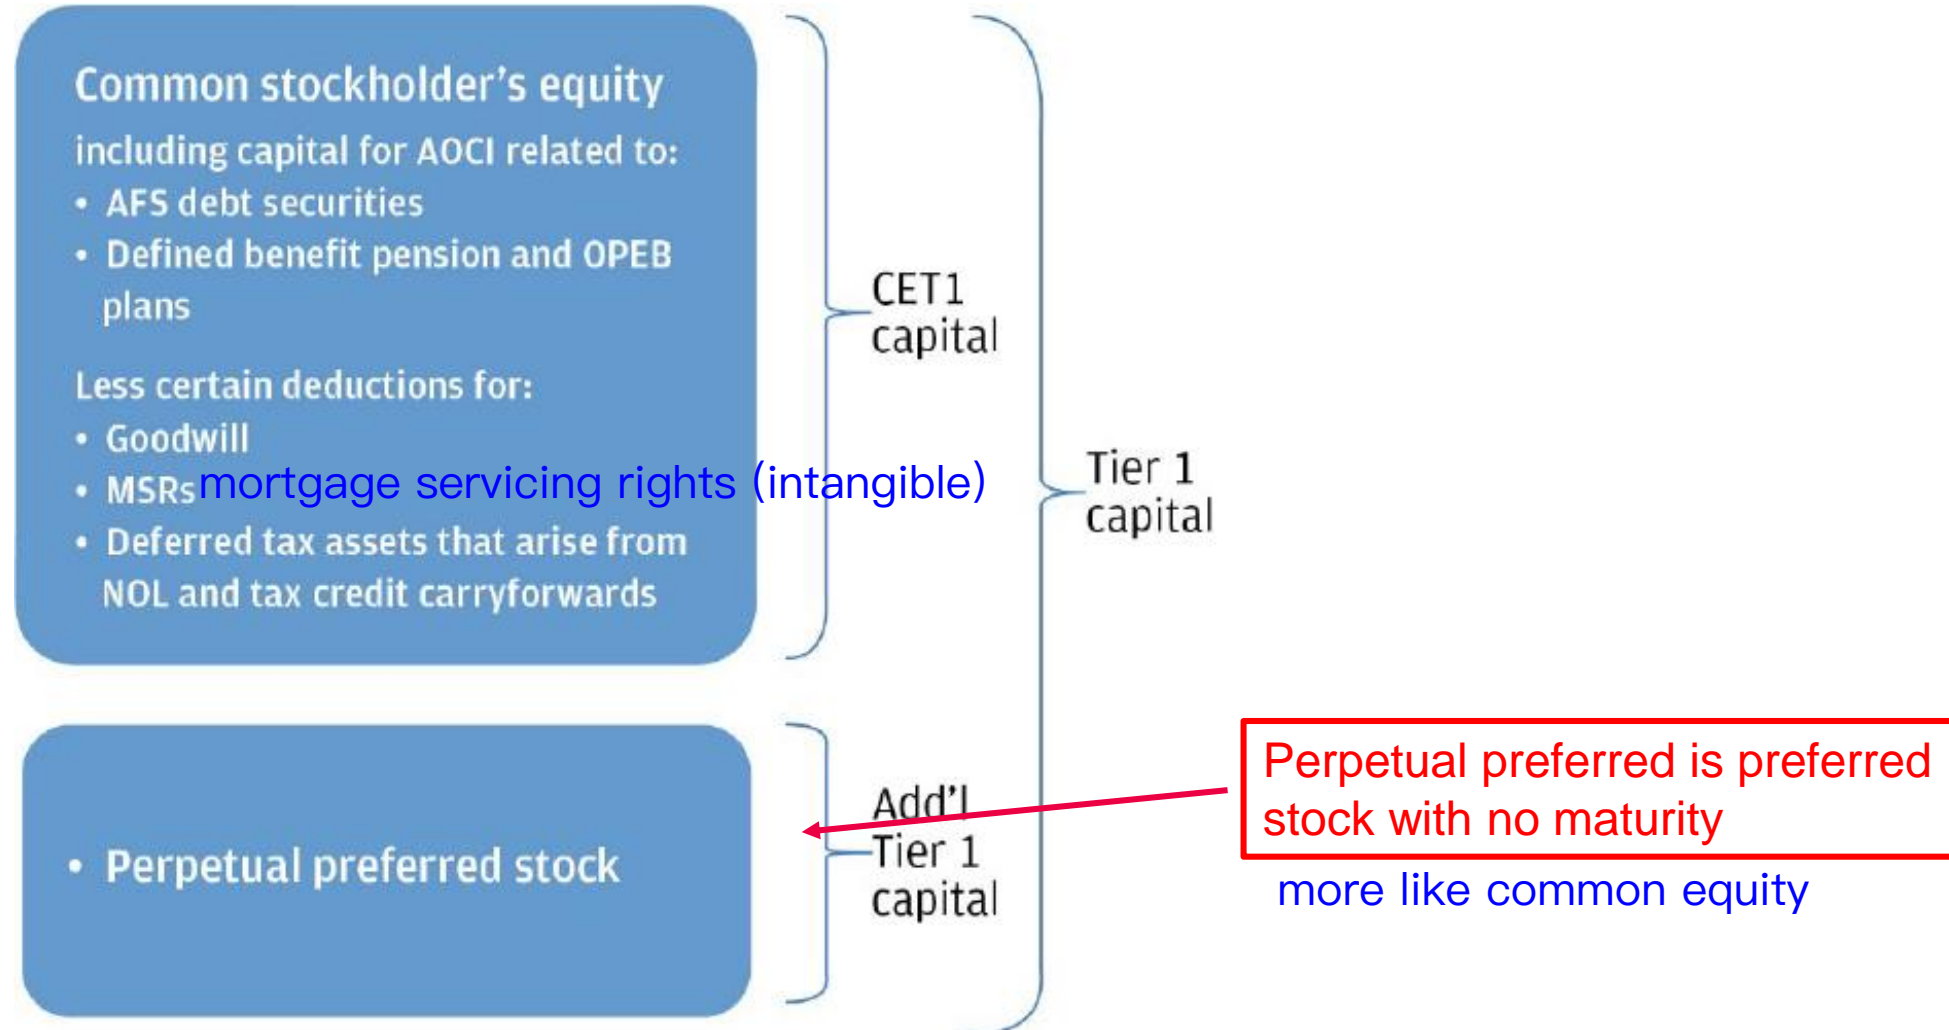 Common stockholder's equity
including capital for AOCI related to:
• AFS debt securities
• Defined benefit pension and OPEB
plans
Less certain deductions for:
• Goodwill
• MSRs mortgage servicing rights (intangible)
• Deferred tax assets that arise from
NOL and tax credit carryforwards
CET1
capital
Tier 1
capital
• Perpetual preferred stock
Add'l
Tier 1
capital
Perpetual preferred is preferred
stock with no maturity
more like common equity